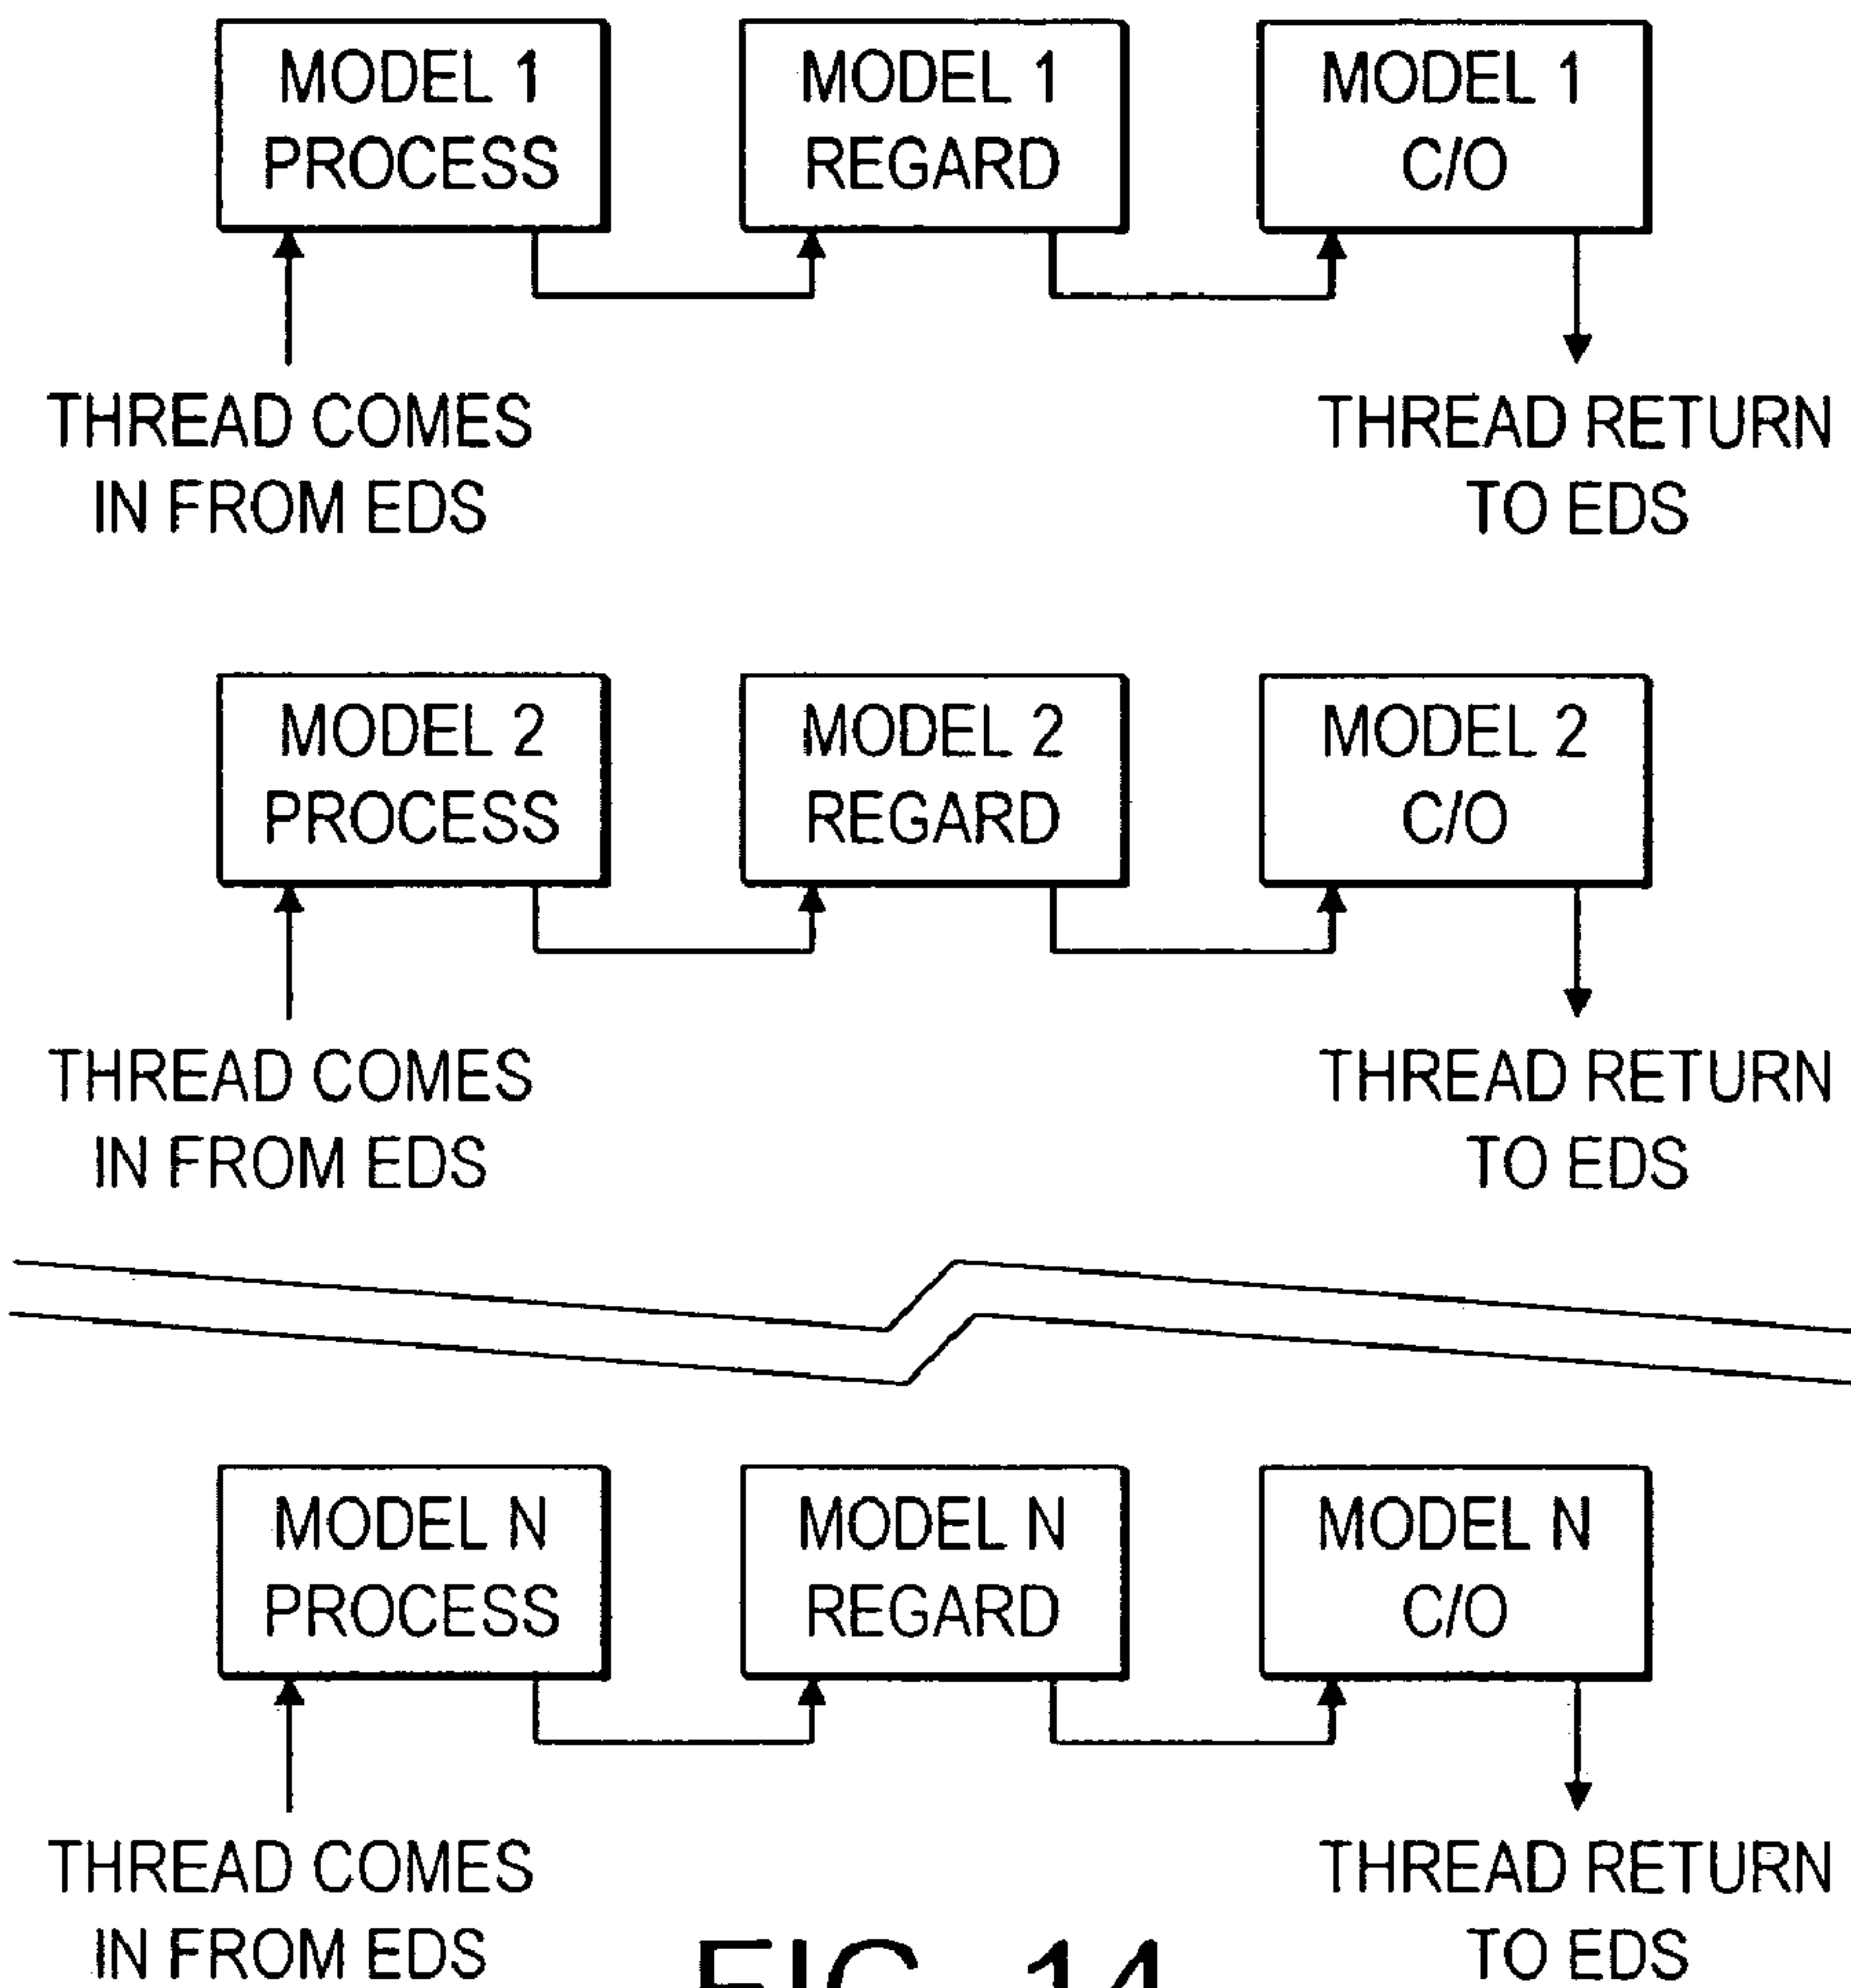 MODEL 1
PROCESS
MODEL 1
REGARD
MODEL 1
C/O
THREAD COMES
IN FROM EDS
THREAD RETURN
TO EDS
MODEL 2
PROCESS
MODEL 2
REGARD
MODEL 2
C/O
THREAD COMES
IN FROM EDS
THREAD RETURN
TO EDS
MODEL N
PROCESS
MODEL N
REGARD
MODEL N
C/O
THREAD COMES
IN FROM EDS
THREAD RETURN
TO EDS
FIG. 14